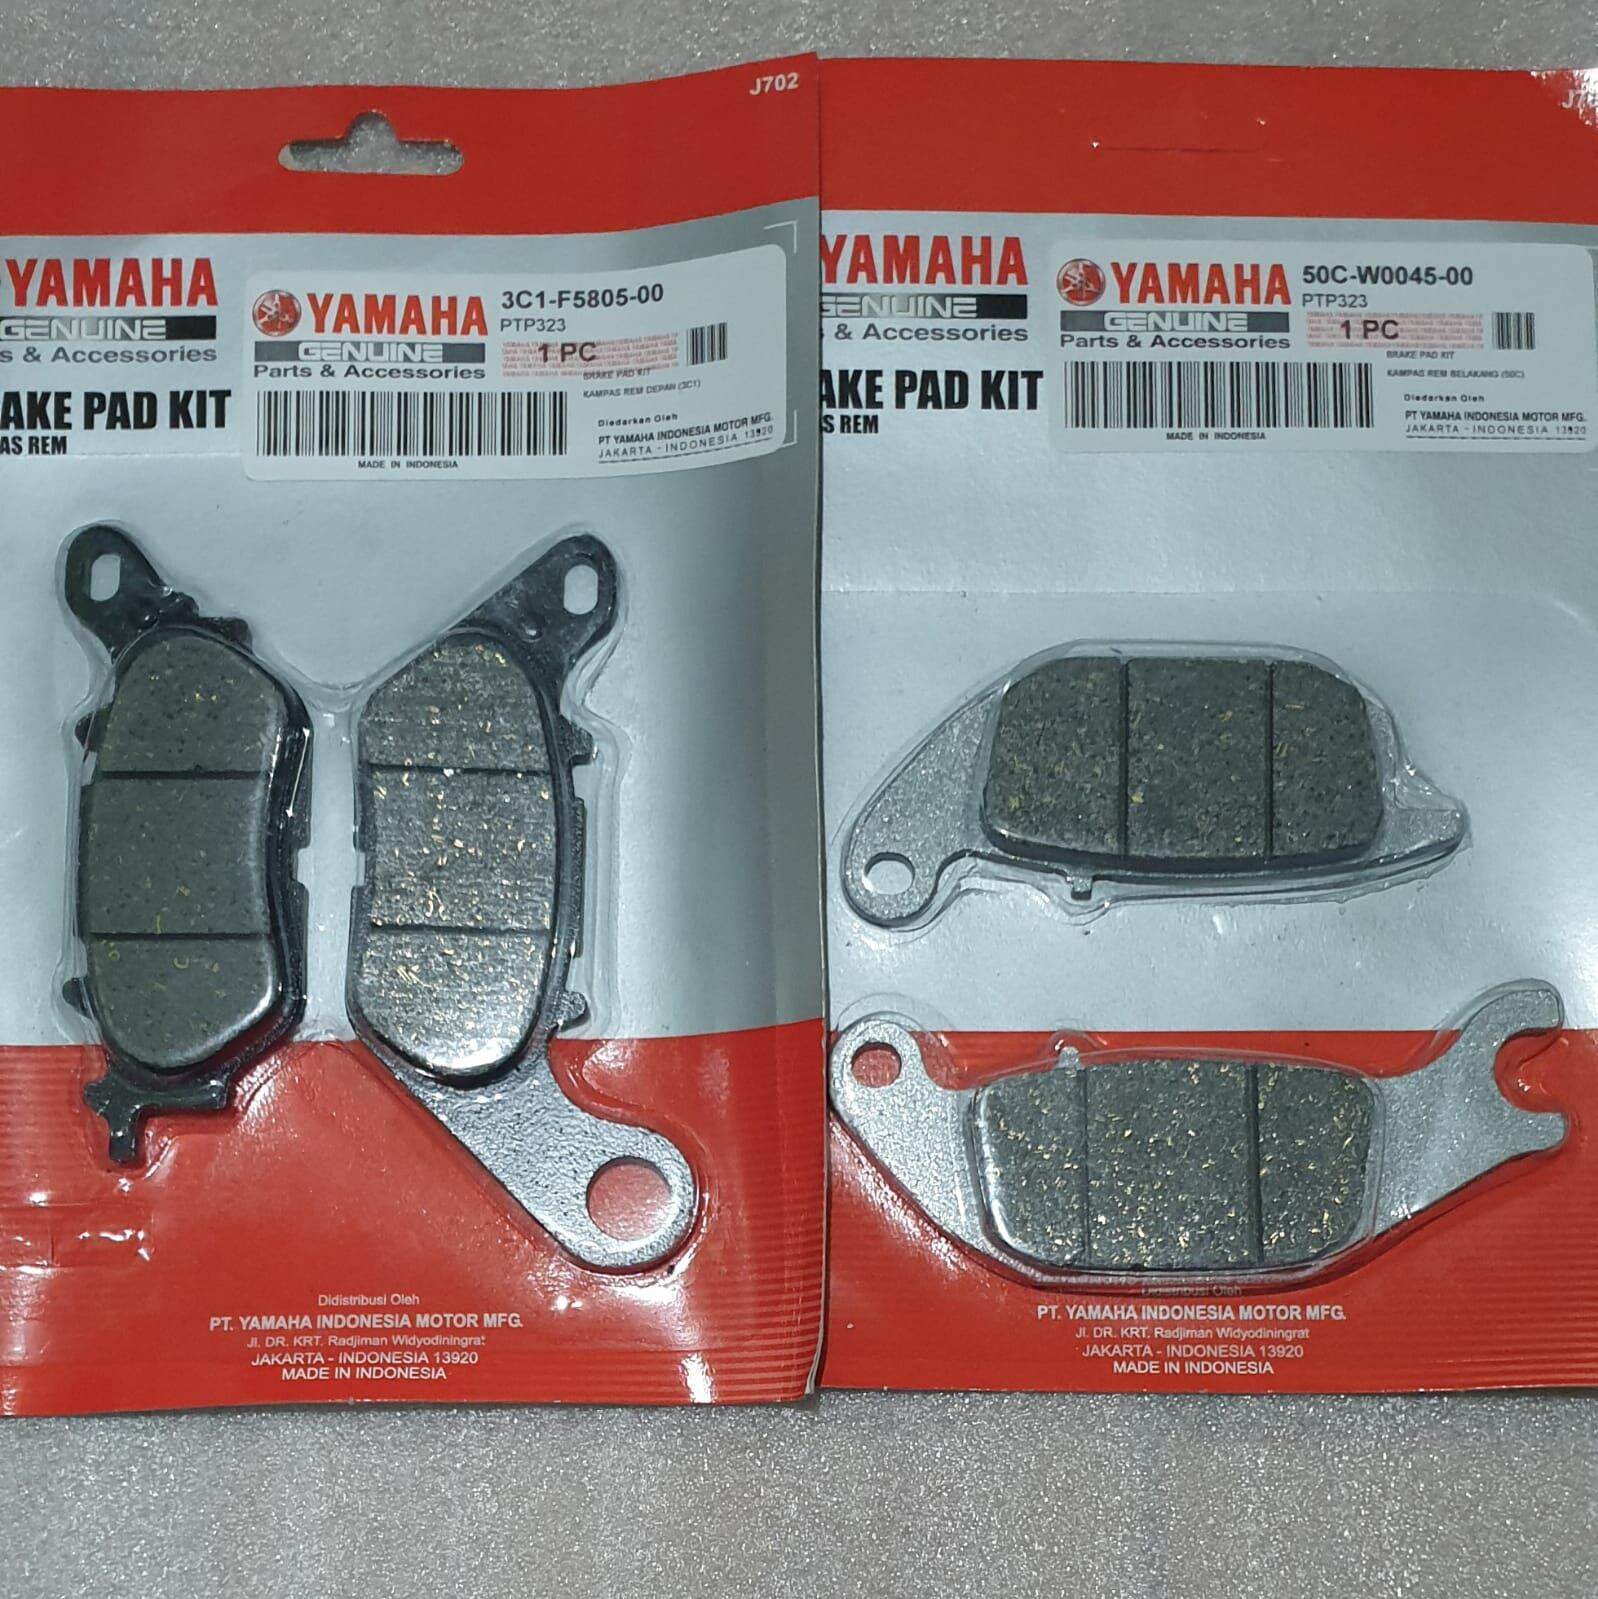 J702
YAMAHA
GENUINE
s & Accessories
AKE PAD KIT
AS REM
YAMAHA
GENUINE
Parts & Accessories
3C1-F5805-00
PTP323
1 PC
BRAKE PAD KIT
KAMPAS REM DEPAN (3C1)
Diedarkan Oleh
PT YAMAHA INDONESIA MOTOR MFG.
JAKARTA - INDONESIA 13920
MADE IN INDONESIA
Didistribusi Oleh
PT. YAMAHA INDONESIA MOTOR MFG.
Jl. DR. KRT. Radjiman Widyodiningrat
JAKARTA - INDONESIA 13920
MADE IN INDONESIA
J7
YAMAHA
GENUINE
s & Accessories
AKE PAD KIT
S REM
YAMAHA
GENUINE
Parts & Accessories
50C-W0045-00
PTP323
1 PC
BRAKE PAD KIT
KAMPAS REM BELAKANG (50C)
Diedarkan Oleh
PT YAMAHA INDONESIA MOTOR MFG.
JAKARTA - INDONESIA 13920
MADE IN INDONESIA
Didistribusi Oleh
PT. YAMAHA INDONESIA MOTOR MFG.
Jl. DR. KRT. Radjiman Widyodiningrat
JAKARTA - INDONESIA 13920
MADE IN INDONESIA